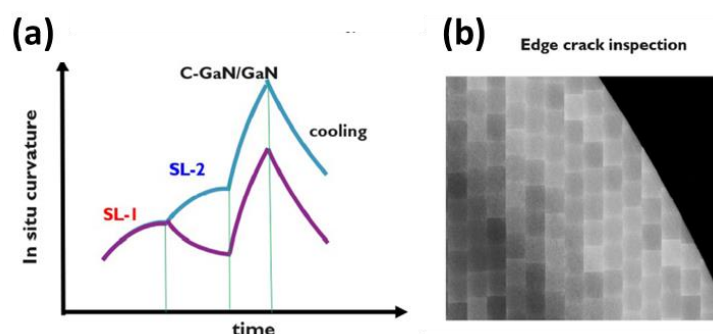 (a)
C-GaN/GaN
cooling
SL-2
SL-1
In situ curvature
time
(b)
Edge crack inspection